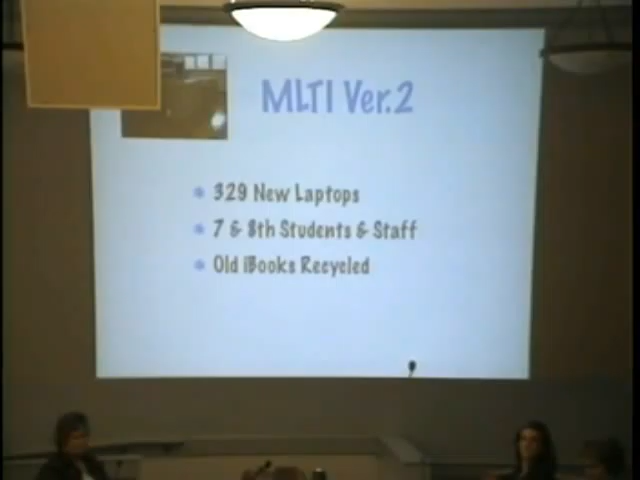 MLTI Ver.2
329 New Laptops
7 & 8th Students & Staff
Old iBooks Recycled